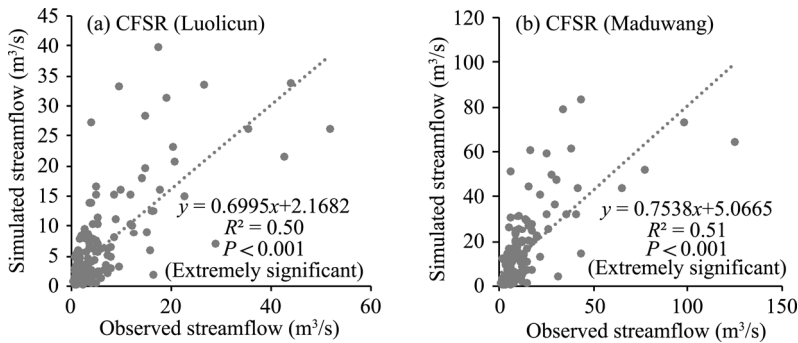 (a) CFSR (Luolicun)
Simulated streamflow (m³/s)
45
40
35
30
25
20
15
10
5
0
y = 0.6995x+2.1682
R² = 0.50
P < 0.001
(Extremely significant)
0 20 40 60
Observed streamflow (m³/s)
(b) CFSR (Maduwang)
Simulated streamflow (m³/s)
120
100
80
60
40
20
0
y = 0.7538x+5.0665
R² = 0.51
P < 0.001
(Extremely significant)
0 50 100 150
Observed streamflow (m³/s)